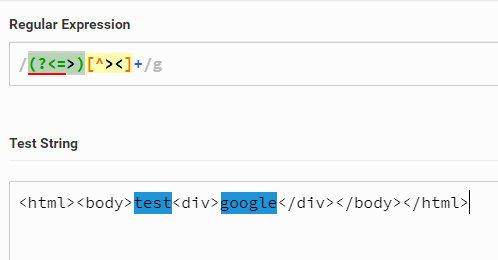 Regular Expression
/(?<=>)[^><]+/g
Test String
<html><body>test<div>google</div></body></html>